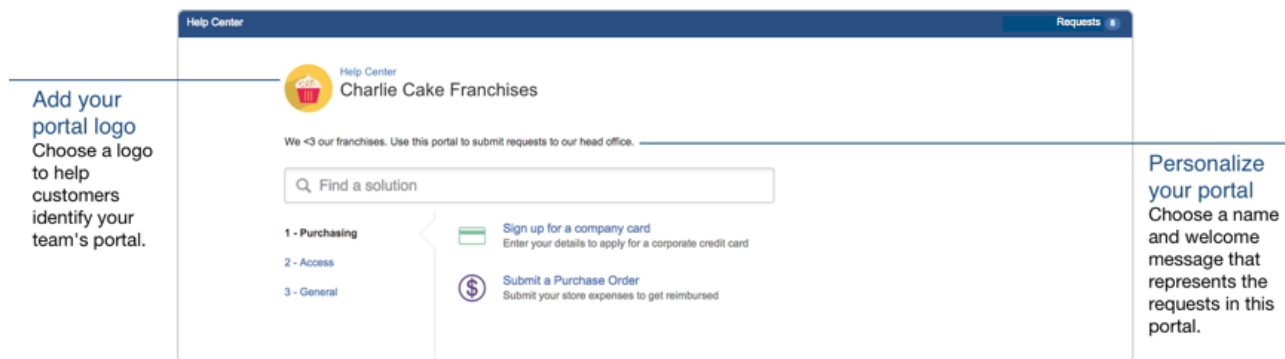 Help Center
Requests 8
Help Center
Charlie Cake Franchises
We <3 our franchises. Use this portal to submit requests to our head office.
Find a solution
1 - Purchasing
2 - Access
3 - General
Sign up for a company card
Enter your details to apply for a corporate credit card
Submit a Purchase Order
Submit your store expenses to get reimbursed
Add your
portal logo
Choose a logo
to help
customers
identify your
team's portal.
Personalize
your portal
Choose a name
and welcome
message that
represents the
requests in this
portal.